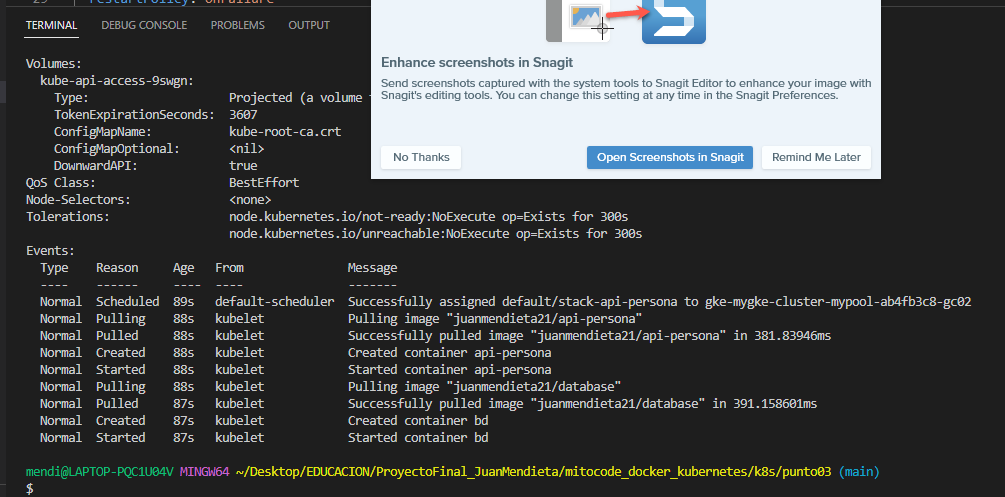 29
restartPolicy: OnFailure
TERMINAL DEBUG CONSOLE PROBLEMS OUTPUT
Enhance screenshots in Snagit
Send screenshots captured with the system tools to Snagit Editor to enhance your image with
Snagit's editing tools. You can change this setting at any time in the Snagit Preferences.
No Thanks Open Screenshots in Snagit Remind Me Later
Volumes:
kube-api-access-9swgn:
Type: Projected (a volume
TokenExpirationSeconds: 3607
ConfigMapName: kube-root-ca.crt
ConfigMapOptional: <nil>
DownwardAPI: true
QoS Class: BestEffort
Node-Selectors: <none>
Tolerations: node.kubernetes.io/not-ready:NoExecute op=Exists for 300s
node.kubernetes.io/unreachable:NoExecute op=Exists for 300s
Events:
Type Reason Age From Message
---- ------ ---- ---- -------
Normal Scheduled 89s default-scheduler Successfully assigned default/stack-api-persona to gke-mygke-cluster-mypool-ab4fb3c8-gc02
Normal Pulling 88s kubelet Pulling image "juanmendieta21/api-persona"
Normal Pulled 88s kubelet Successfully pulled image "juanmendieta21/api-persona" in 381.83946ms
Normal Created 88s kubelet Created container api-persona
Normal Started 88s kubelet Started container api-persona
Normal Pulling 88s kubelet Pulling image "juanmendieta21/database"
Normal Pulled 87s kubelet Successfully pulled image "juanmendieta21/database" in 391.158601ms
Normal Created 87s kubelet Created container bd
Normal Started 87s kubelet Started container bd
mendi@LAPTOP-PQC1U04V MINGW64 ~/Desktop/EDUCACION/ProyectoFinal_JuanMendieta/mitocode_docker_kubernetes/k8s/punto03 (main)
$